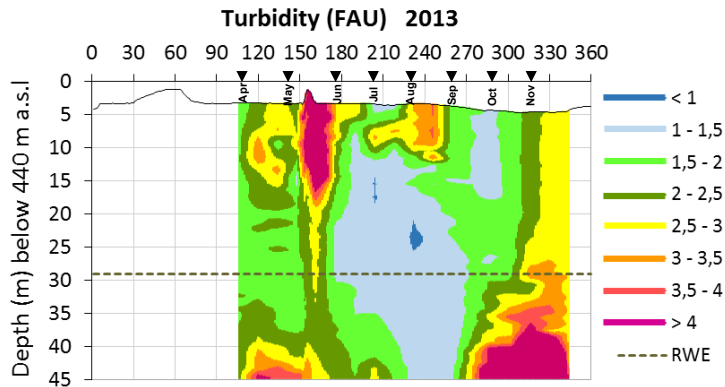 Turbidity (FAU) 2013
0 30 60 90 120 150 180 210 240 270 300 330 360
Apr May Jun Jul Aug Sep Oct Nov
Depth (m) below 440 m a.s.l
0
5
10
15
20
25
30
35
40
45
< 1
1 - 1,5
1,5 - 2
2 - 2,5
2,5 - 3
3 - 3,5
3,5 - 4
> 4
RWE